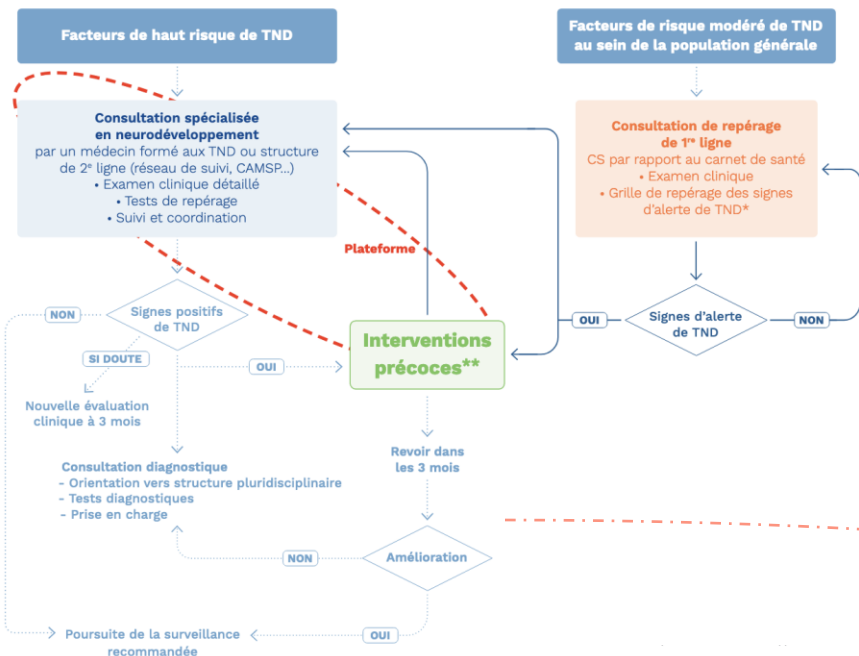 Facteurs de haut risque de TND
Facteurs de risque modéré de TND
au sein de la population générale
Consultation spécialisée
en neurodéveloppement
par un médecin formé aux TND ou structure
de 2e ligne (réseau de suivi, CAMSP...)
• Examen clinique détaillé
• Tests de repérage
• Suivi et coordination
Consultation de repérage
de 1re ligne
CS par rapport au carnet de santé
• Examen clinique
• Grille de repérage des signes
d'alerte de TND*
Plateforme
NON
Signes positifs
de TND
SI DOUTE
OUI
Nouvelle évaluation
clinique à 3 mois
Interventions
précoces**
OUI
Signes d'alerte
de TND
NON
Revoir dans
les 3 mois
Consultation diagnostique
- Orientation vers structure pluridisciplinaire
- Tests diagnostiques
- Prise en charge
NON
Amélioration
OUI
Poursuite de la surveillance
recommandée